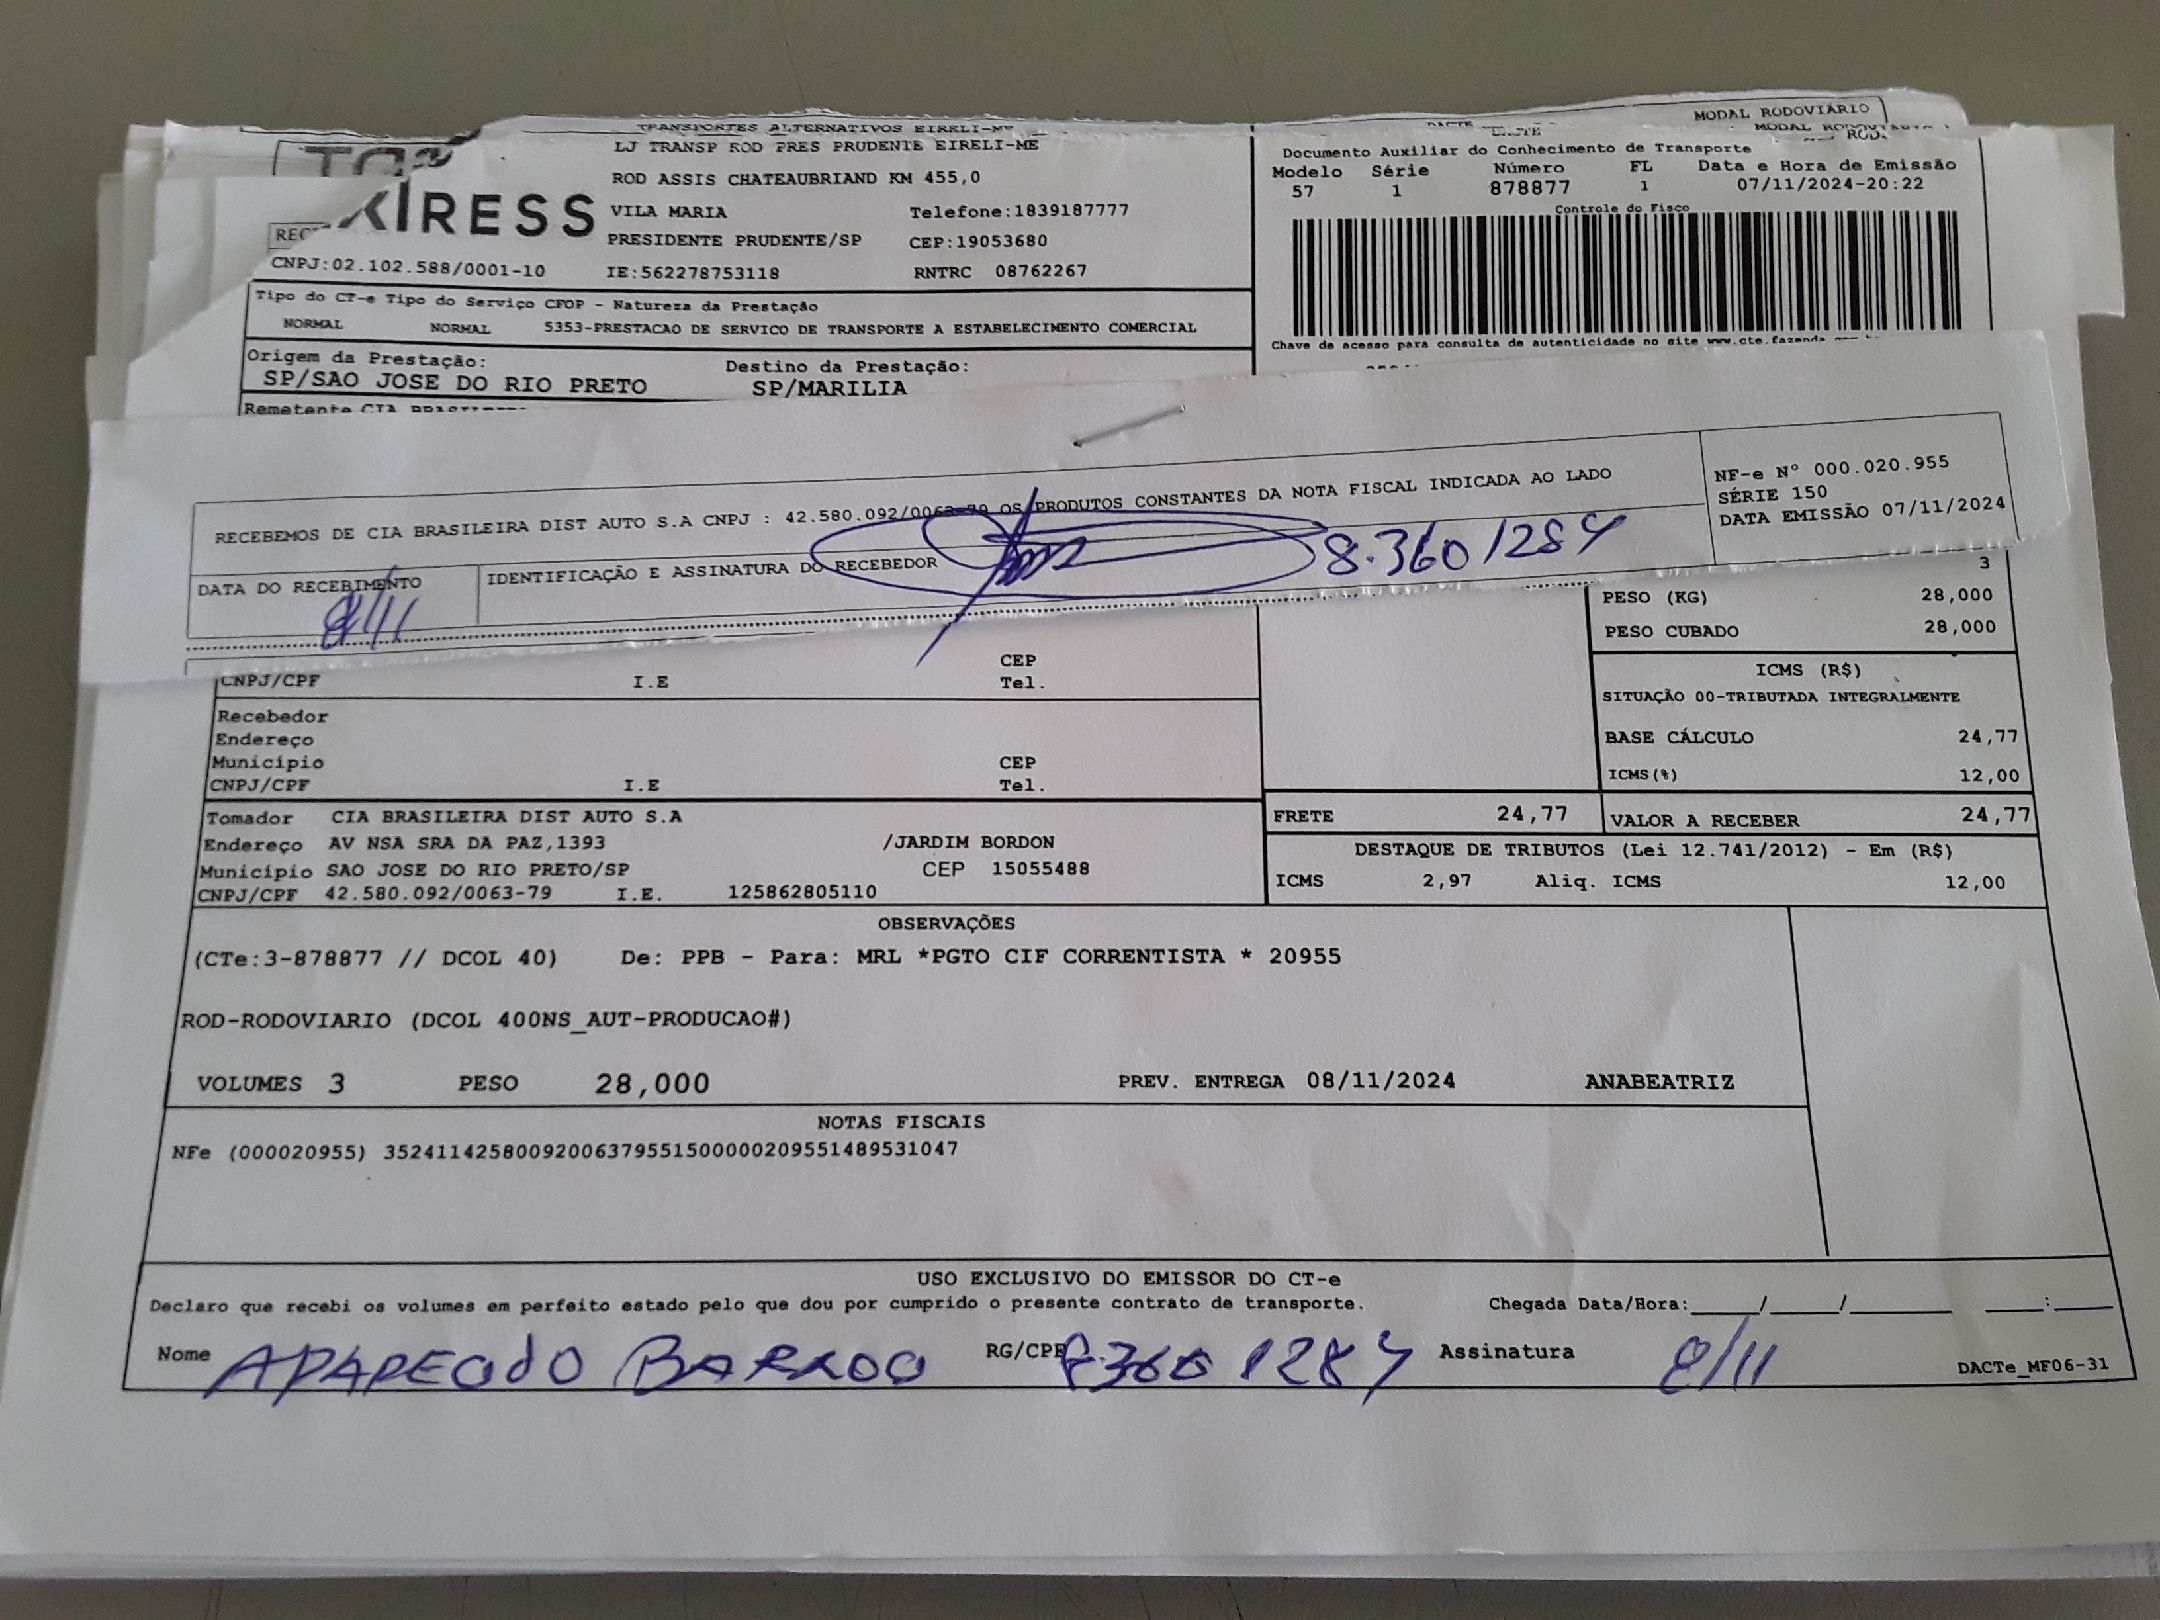 TRANSPORTES ALTERNATIVOS EIRELI-ME
MODAL RODOVIÁRIO
LJ TRANSP ROD PRES PRUDENTE EIRELI-ME
ROD ASSIS CHATEAUBRIAND KM 455,0
VILA MARIA Telefone:1839187777
PRESIDENTE PRUDENTE/SP CEP:19053680
CNPJ:02.102.588/0001-10 IE:562278753118 RNTRC 08762267
Documento Auxiliar do Conhecimento de Transporte
Modelo Série Número FL Data e Hora de Emissão
57 1 878877 1 07/11/2024-20:22
Controle do Fisco
Chave de acesso para consulta de autenticidade no site www.cte.fazenda
Tipo do CT-e Tipo do Serviço CFOP - Natureza da Prestação
NORMAL NORMAL 5353-PRESTACAO DE SERVICO DE TRANSPORTE A ESTABELECIMENTO COMERCIAL
Origem da Prestação: Destino da Prestação:
SP/SAO JOSE DO RIO PRETO SP/MARILIA
Remetente CIA
RECEBEMOS DE CIA BRASILEIRA DIST AUTO S.A CNPJ : 42.580.092/0063-79 OS PRODUTOS CONSTANTES DA NOTA FISCAL INDICADA AO LADO
NF-e Nº 000.020.955
SÉRIE 150
DATA EMISSÃO 07/11/2024
DATA DO RECEBIMENTO IDENTIFICAÇÃO E ASSINATURA DO RECEBEDOR 8.3601284
8/11
3
PESO (KG) 28,000
PESO CUBADO 28,000
CEP
CNPJ/CPF I.E Tel.
ICMS (R$)
SITUAÇÃO 00-TRIBUTADA INTEGRALMENTE
BASE CÁLCULO 24,77
ICMS(%) 12,00
Recebedor
Endereço
Município CEP
CNPJ/CPF I.E Tel.
FRETE 24,77 VALOR A RECEBER 24,77
Tomador CIA BRASILEIRA DIST AUTO S.A
Endereço AV NSA SRA DA PAZ,1393 /JARDIM BORDON
Município SAO JOSE DO RIO PRETO/SP CEP 15055488
CNPJ/CPF 42.580.092/0063-79 I.E. 125862805110
DESTAQUE DE TRIBUTOS (Lei 12.741/2012) - Em (R$)
ICMS 2,97 Aliq. ICMS 12,00
OBSERVAÇÕES
(CTe:3-878877 // DCOL 40) De: PPB - Para: MRL *PGTO CIF CORRENTISTA * 20955
ROD-RODOVIARIO (DCOL 400NS_AUT-PRODUCAO#)
VOLUMES 3 PESO 28,000 PREV. ENTREGA 08/11/2024 ANABEATRIZ
NOTAS FISCAIS
NFe (000020955) 35241142580092006379551500000209551489531047
USO EXCLUSIVO DO EMISSOR DO CT-e
Declaro que recebi os volumes em perfeito estado pelo que dou por cumprido o presente contrato de transporte. Chegada Data/Hora:____/____/____ ____:____
Nome APARECIDO BARROO RG/CPF 83601284 Assinatura 8/11
DACTe_MF06-31